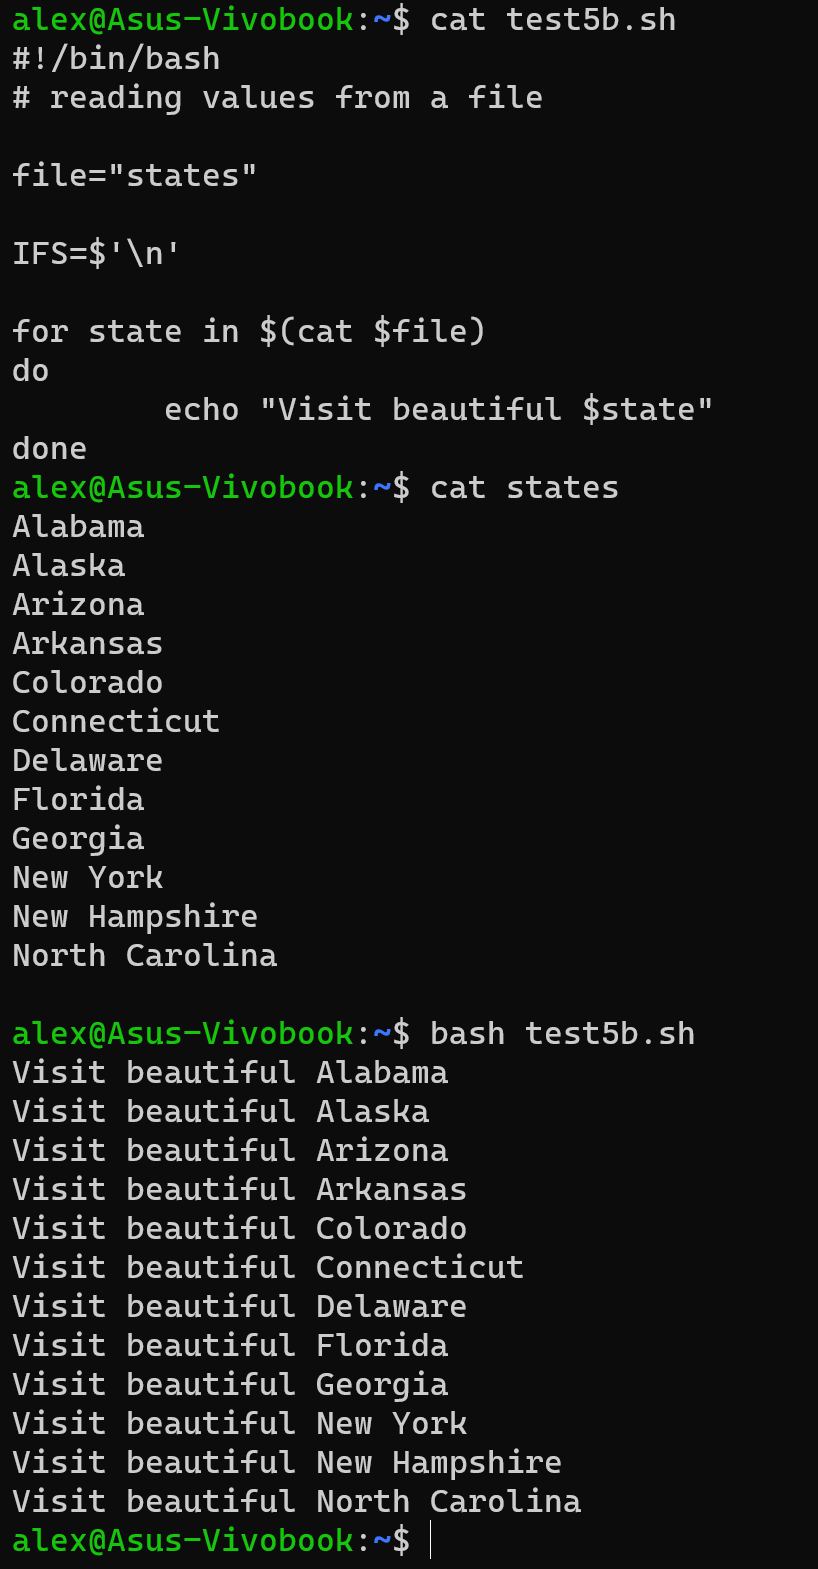 alex@Asus-Vivobook:~$ cat test5b.sh
#!/bin/bash
# reading values from a file

file="states"

IFS=$'\n'

for state in $(cat $file)
do
        echo "Visit beautiful $state"
done
alex@Asus-Vivobook:~$ cat states
Alabama
Alaska
Arizona
Arkansas
Colorado
Connecticut
Delaware
Florida
Georgia
New York
New Hampshire
North Carolina

alex@Asus-Vivobook:~$ bash test5b.sh
Visit beautiful Alabama
Visit beautiful Alaska
Visit beautiful Arizona
Visit beautiful Arkansas
Visit beautiful Colorado
Visit beautiful Connecticut
Visit beautiful Delaware
Visit beautiful Florida
Visit beautiful Georgia
Visit beautiful New York
Visit beautiful New Hampshire
Visit beautiful North Carolina
alex@Asus-Vivobook:~$